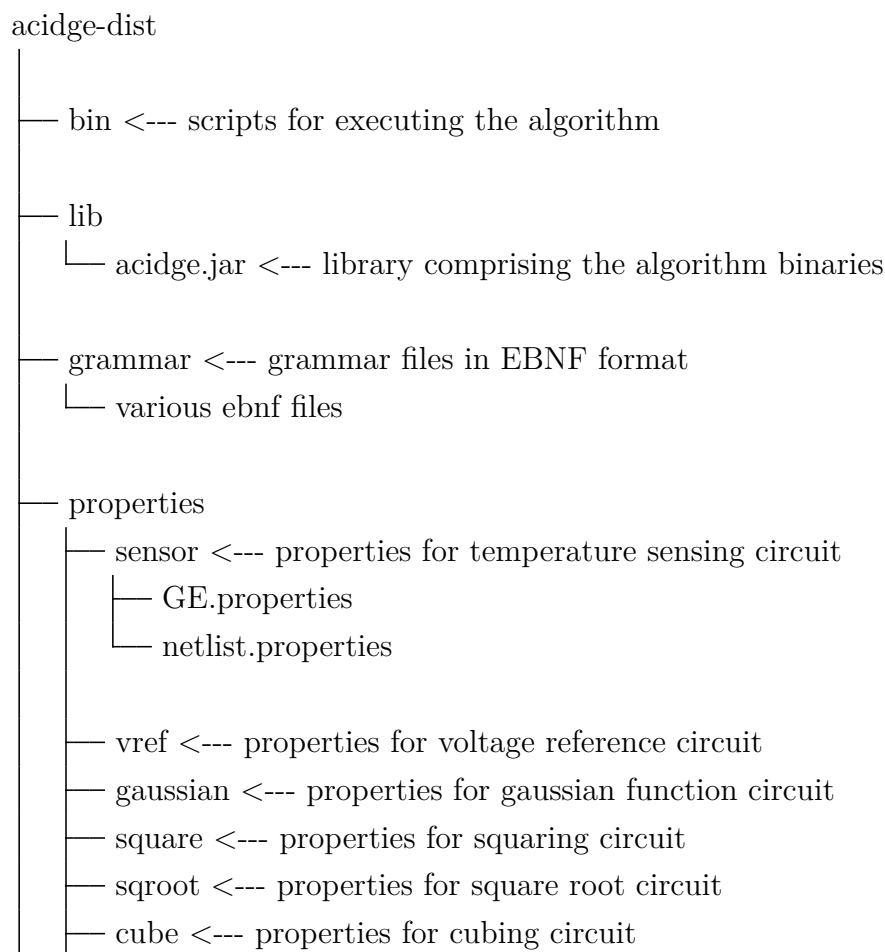 acidge-dist
bin <--- scripts for executing the algorithm
lib
acidge.jar <--- library comprising the algorithm binaries
grammar <--- grammar files in EBNF format
various ebnf files
properties
sensor <--- properties for temperature sensing circuit
GE.properties
netlist.properties
vref <--- properties for voltage reference circuit
gaussian <--- properties for gaussian function circuit
square <--- properties for squaring circuit
sqroot <--- properties for square root circuit
cube <--- properties for cubing circuit